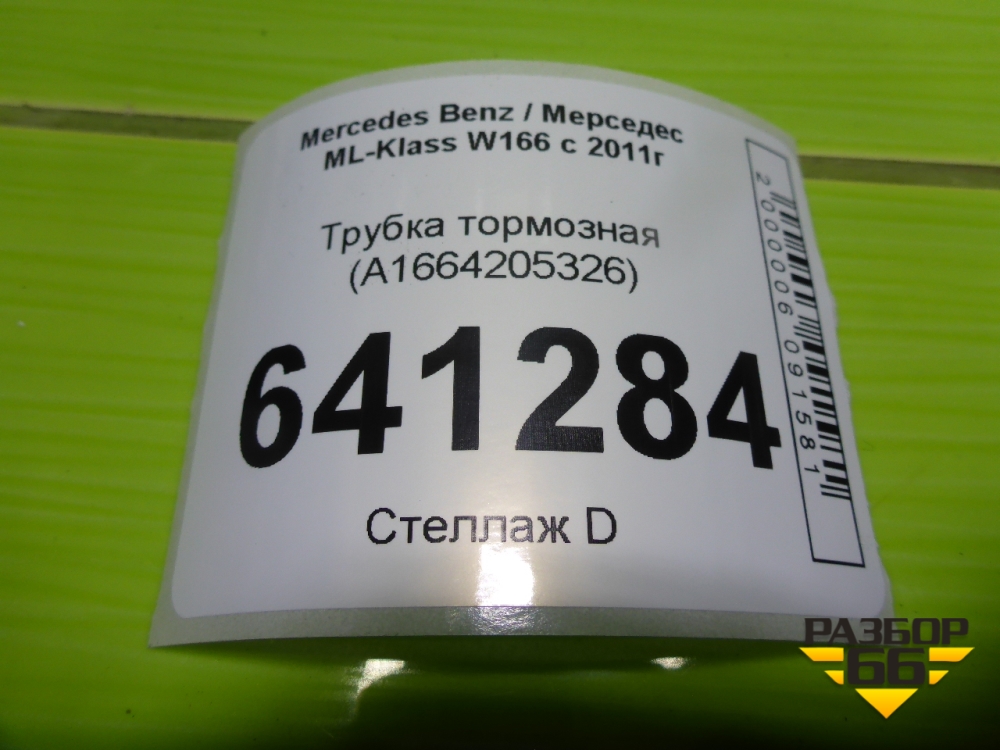 Mercedes Benz / Мерседес
ML-Klass W166 с 2011г
Трубка тормозная
(A1664205326)
641284
Стеллаж D
2000006091581
РАЗБОР
66